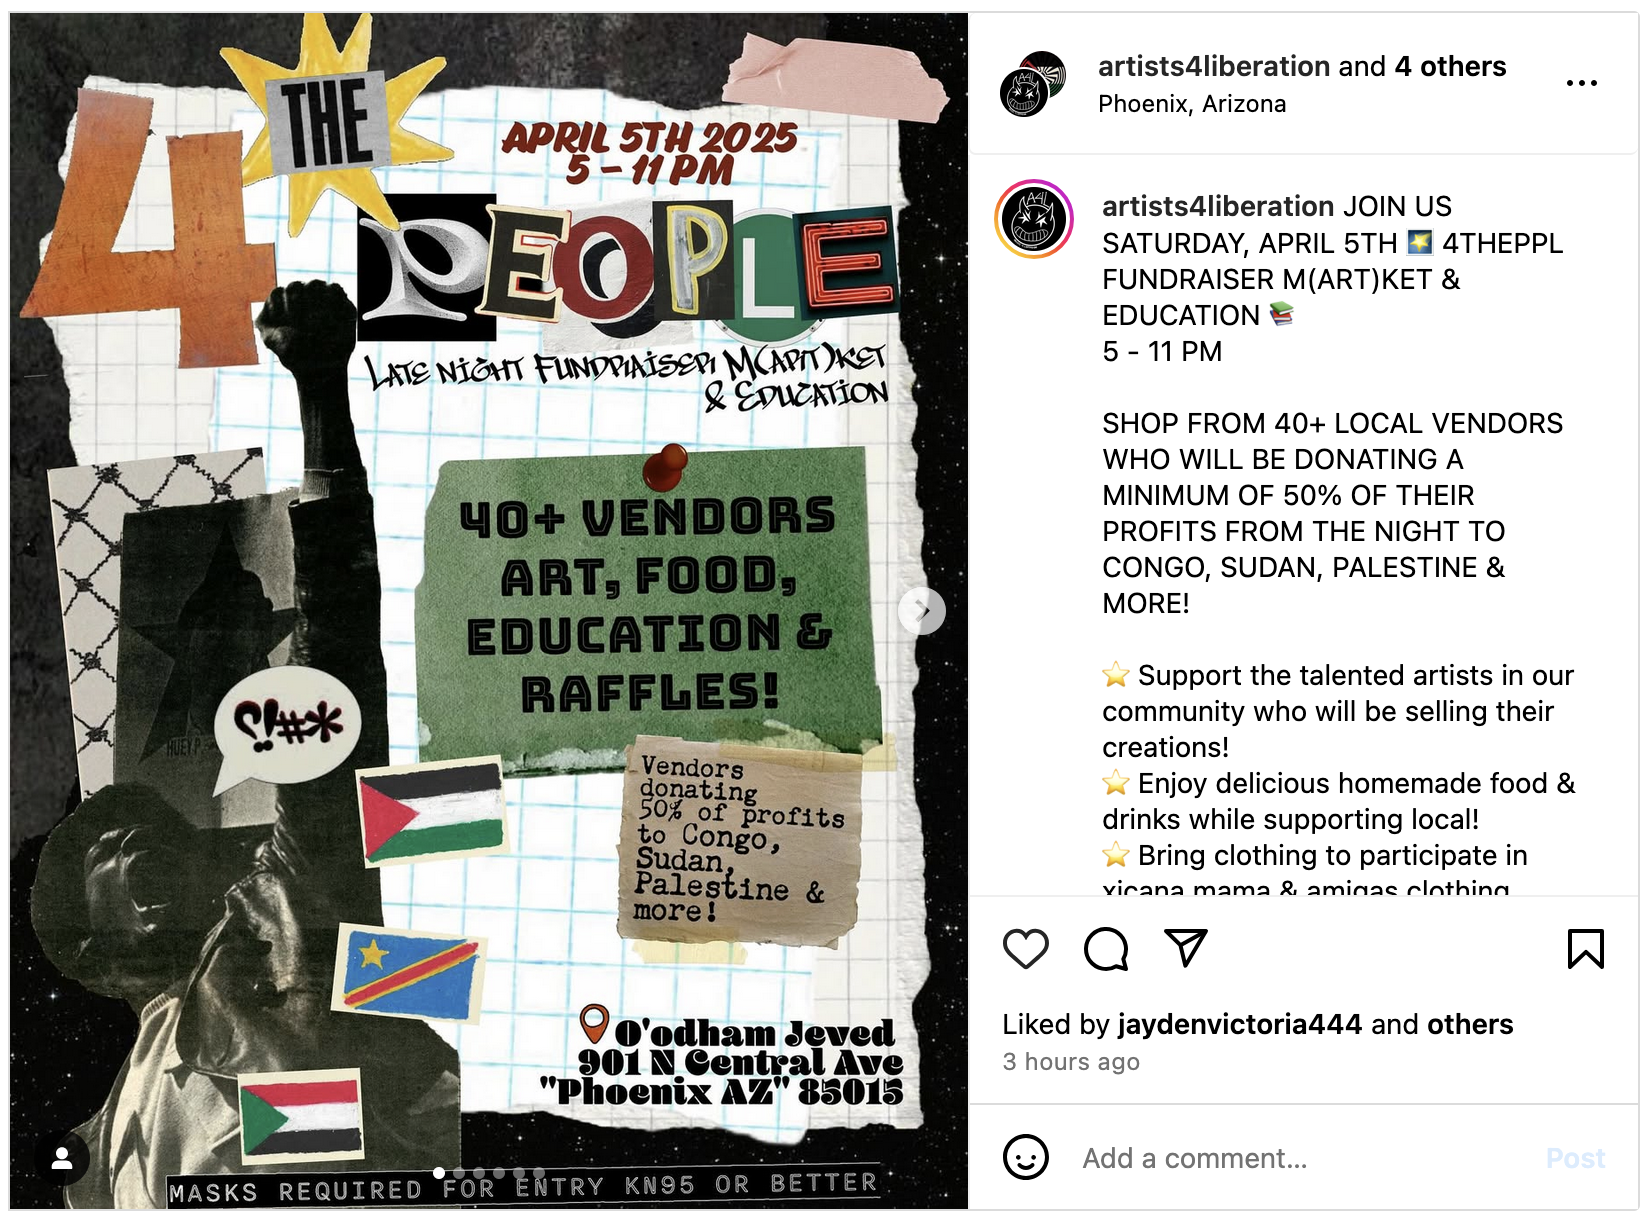 4 THE
PEOPLE
APRIL 5TH 2025
5 - 11 PM
LATE NIGHT FUNDRAISER M(ART)KET
& EDUCATION
40+ VENDORS
ART, FOOD,
EDUCATION &
RAFFLES!
HUEY P.
?!#*
Vendors
donating
50% of profits
to Congo,
Sudan,
Palestine &
more!
O'odham Jeved
901 N Central Ave
"Phoenix AZ" 85015
MASKS REQUIRED FOR ENTRY KN95 OR BETTER
artists4liberation and 4 others
Phoenix, Arizona
A4L
artists4liberation JOIN US
SATURDAY, APRIL 5TH 🌠 4THEPPL
FUNDRAISER M(ART)KET &
EDUCATION 📚
5 - 11 PM
SHOP FROM 40+ LOCAL VENDORS
WHO WILL BE DONATING A
MINIMUM OF 50% OF THEIR
PROFITS FROM THE NIGHT TO
CONGO, SUDAN, PALESTINE &
MORE!
⭐ Support the talented artists in our
community who will be selling their
creations!
⭐ Enjoy delicious homemade food &
drinks while supporting local!
⭐ Bring clothing to participate in
xicana mama & amigas clothing
Liked by jaydenvictoria444 and others
3 hours ago
Add a comment...
Post